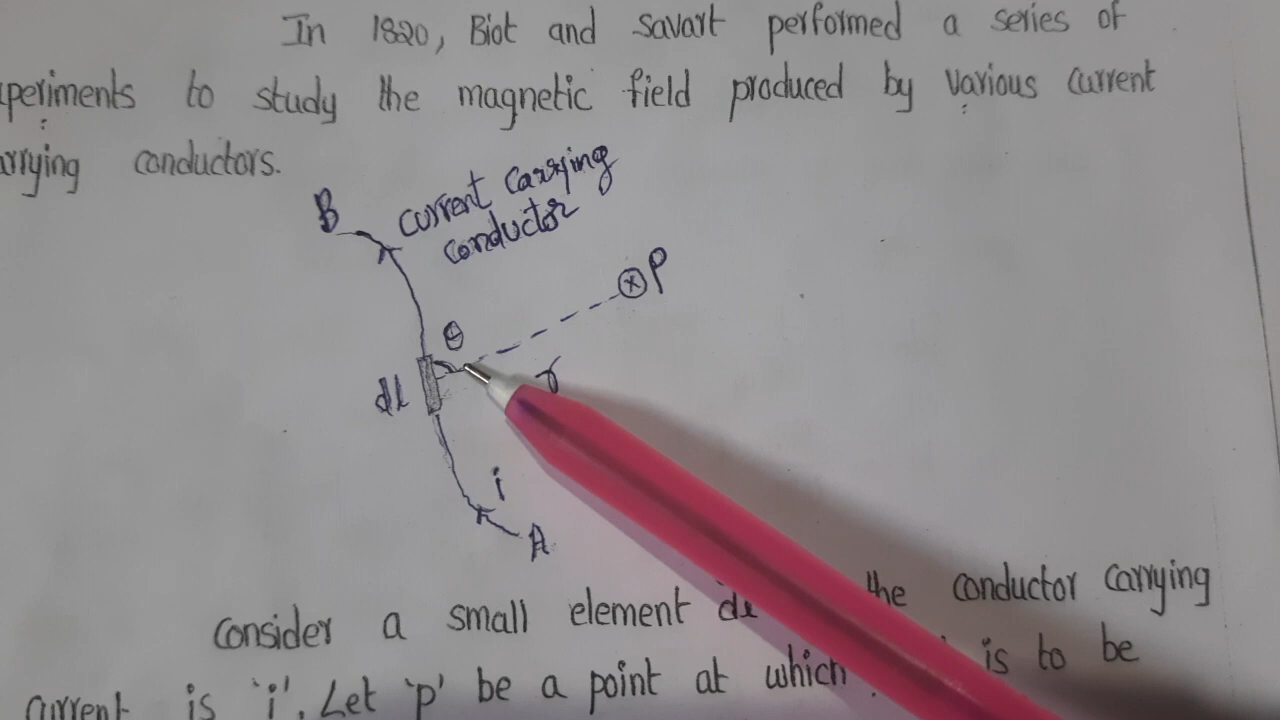 In 1820, Biot and Savart performed a series of
periments to study the magnetic field produced by various current
rrying conductors.
B
current carrying
conductor
P
θ
dl
r
i
A
consider a small element dl the conductor carrying
current is 'i'. Let 'p' be a point at which is to be